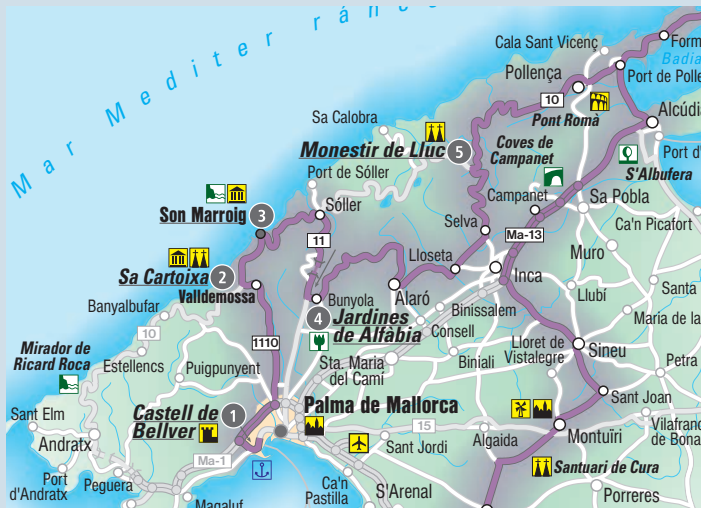 Mar Mediterránc
Cala Sant Vicenç
Form
Badia
Pollença
Port de Polle
10
Pont Romà
Alcúdia
Sa Calobra
Monestir de Lluc 5
Coves de
Campanet
Port d'
S'Albufera
Port de Sóller
Campanet
Sa Pobla
Son Marroig 3
Sóller
Selva
Ca'n Picafort
11
Ma-13
Lloseta
Muro
Inca
Sa Cartoixa 2
Valldemossa
Bunyola
Alaró
Llubí
Santa
Banyalbufar
4 Jardines
de Alfàbia
Binissalem
Consell
Maria de la
10
1110
Mirador de
Ricard Roca
Estellencs
Puigpunyent
Sta. Maria
del Camí
Biniali
Lloret de
Vistalegre
Sineu
Petra
Sant Joan
Castell de
Bellver
1
Palma de Mallorca
Sant Elm
Andratx
15
Sant Jordi
Algaida
Montuïri
Vilafranc
de Bona
Ma-1
Port
d'Andratx
Peguera
Magaluf
Ca'n
Pastilla
S'Arenal
Santuari de Cura
Porreres